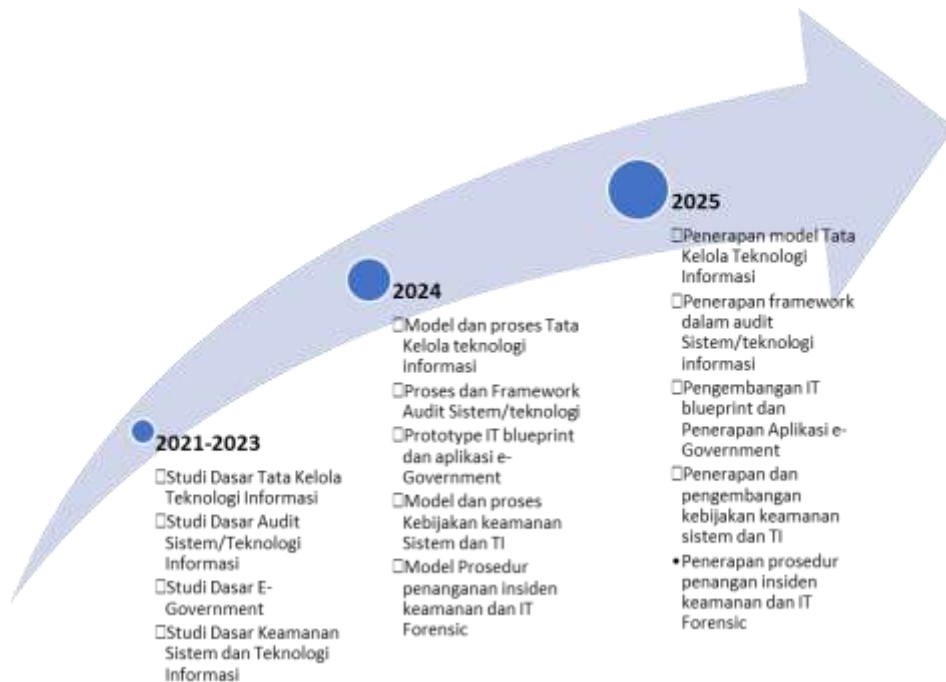 2021-2023
□Studi Dasar Tata Kelola
Teknologi Informasi
□Studi Dasar Audit
Sistem/Teknologi
Informasi
□Studi Dasar E-
Government
□Studi Dasar Keamanan
Sistem dan Teknologi
Informasi
2024
□Model dan proses Tata
Kelola teknologi
informasi
□Proses dan Framework
Audit Sistem/teknologi
□Prototype IT blueprint
dan aplikasi e-
Government
□Model dan proses
Kebijakan keamanan
Sistem dan TI
□Model Prosedur
penanganan insiden
keamanan dan IT
Forensic
2025
□Penerapan model Tata
Kelola Teknologi
Informasi
□Penerapan framework
dalam audit
Sistem/teknologi
informasi
□Pengembangan IT
blueprint dan
Penerapan Aplikasi e-
Government
□Penerapan dan
pengembangan
kebijakan keamanan
sistem dan TI
•Penerapan prosedur
penangan insiden
keamanan dan IT
Forensic